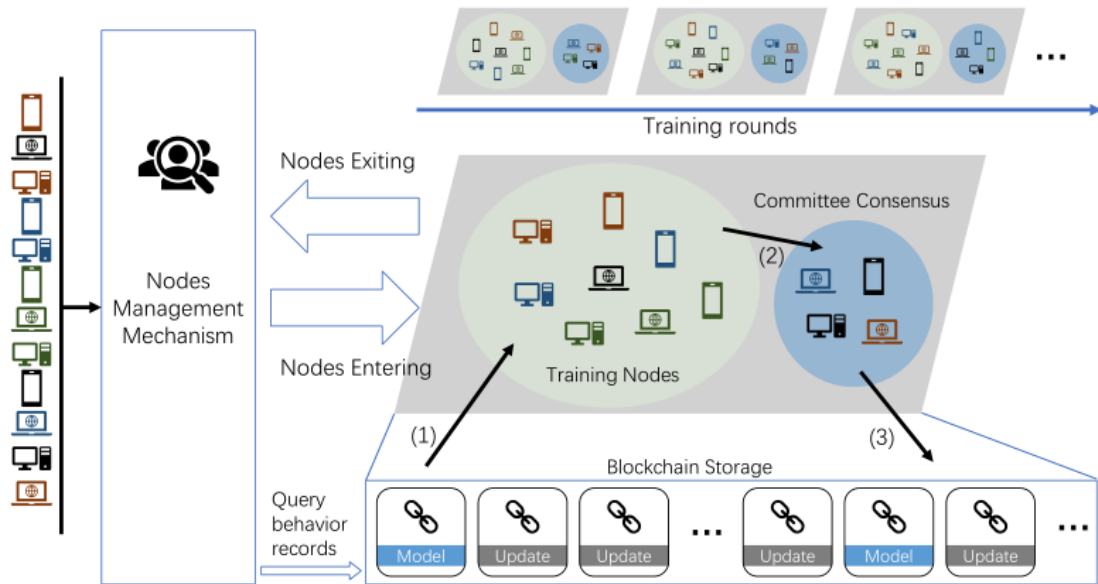 ...
Training rounds
Nodes Exiting
Committee Consensus
(2)
Nodes
Management
Mechanism
Nodes Entering
Training Nodes
(1)
(3)
Blockchain Storage
Query
behavior
records
Model
Update
Update
...
Update
Model
Update
...